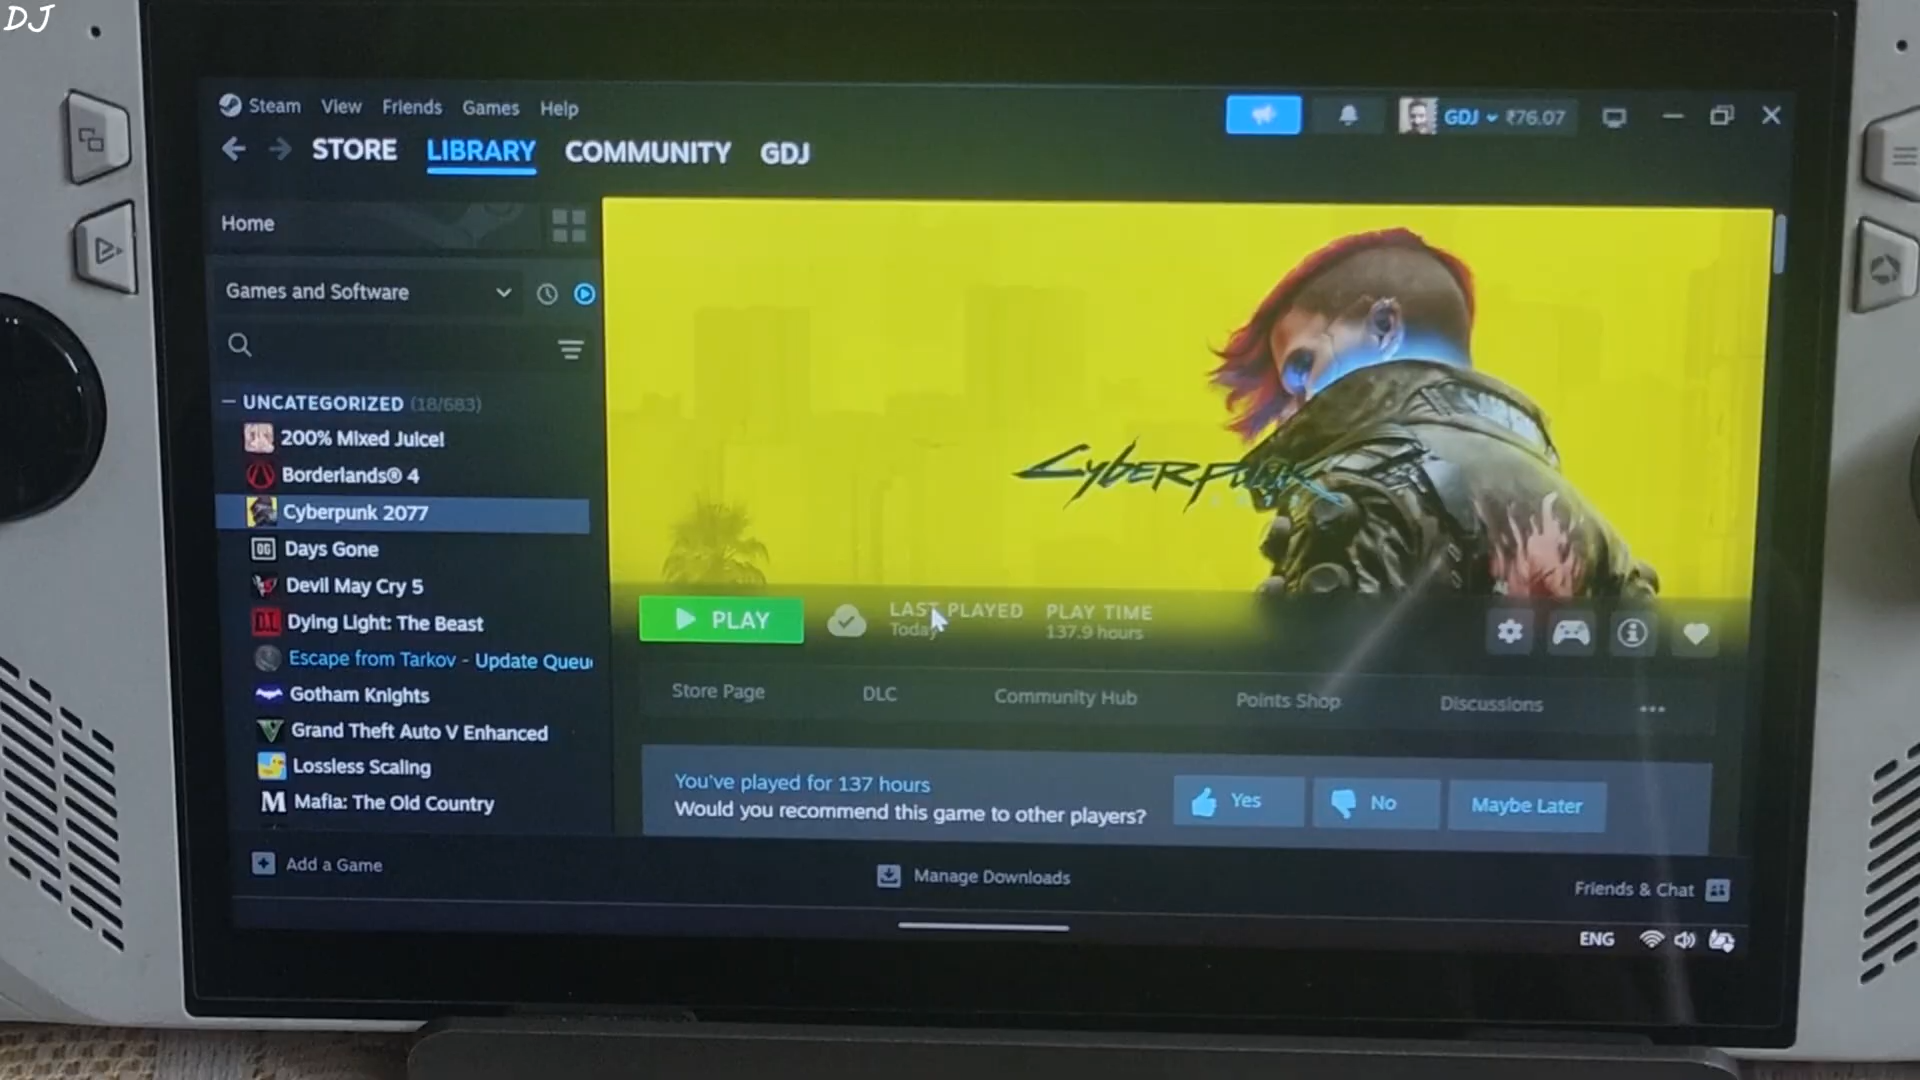 DJ
Steam View Friends Games Help
GDJ ₹76.07
STORE LIBRARY COMMUNITY GDJ
Home
Games and Software
UNCATEGORIZED (18/683)
200% Mixed Juice!
Borderlands® 4
Cyberpunk 2077
Days Gone
Devil May Cry 5
Dying Light: The Beast
Escape from Tarkov - Update Queu
Gotham Knights
Grand Theft Auto V Enhanced
Lossless Scaling
M Mafia: The Old Country
Cyberpunk
PLAY
LAST PLAYED
Today
PLAY TIME
137.9 hours
Store Page DLC Community Hub Points Shop Discussions
You've played for 137 hours
Would you recommend this game to other players?
Yes No Maybe Later
Add a Game Manage Downloads Friends & Chat
ENG